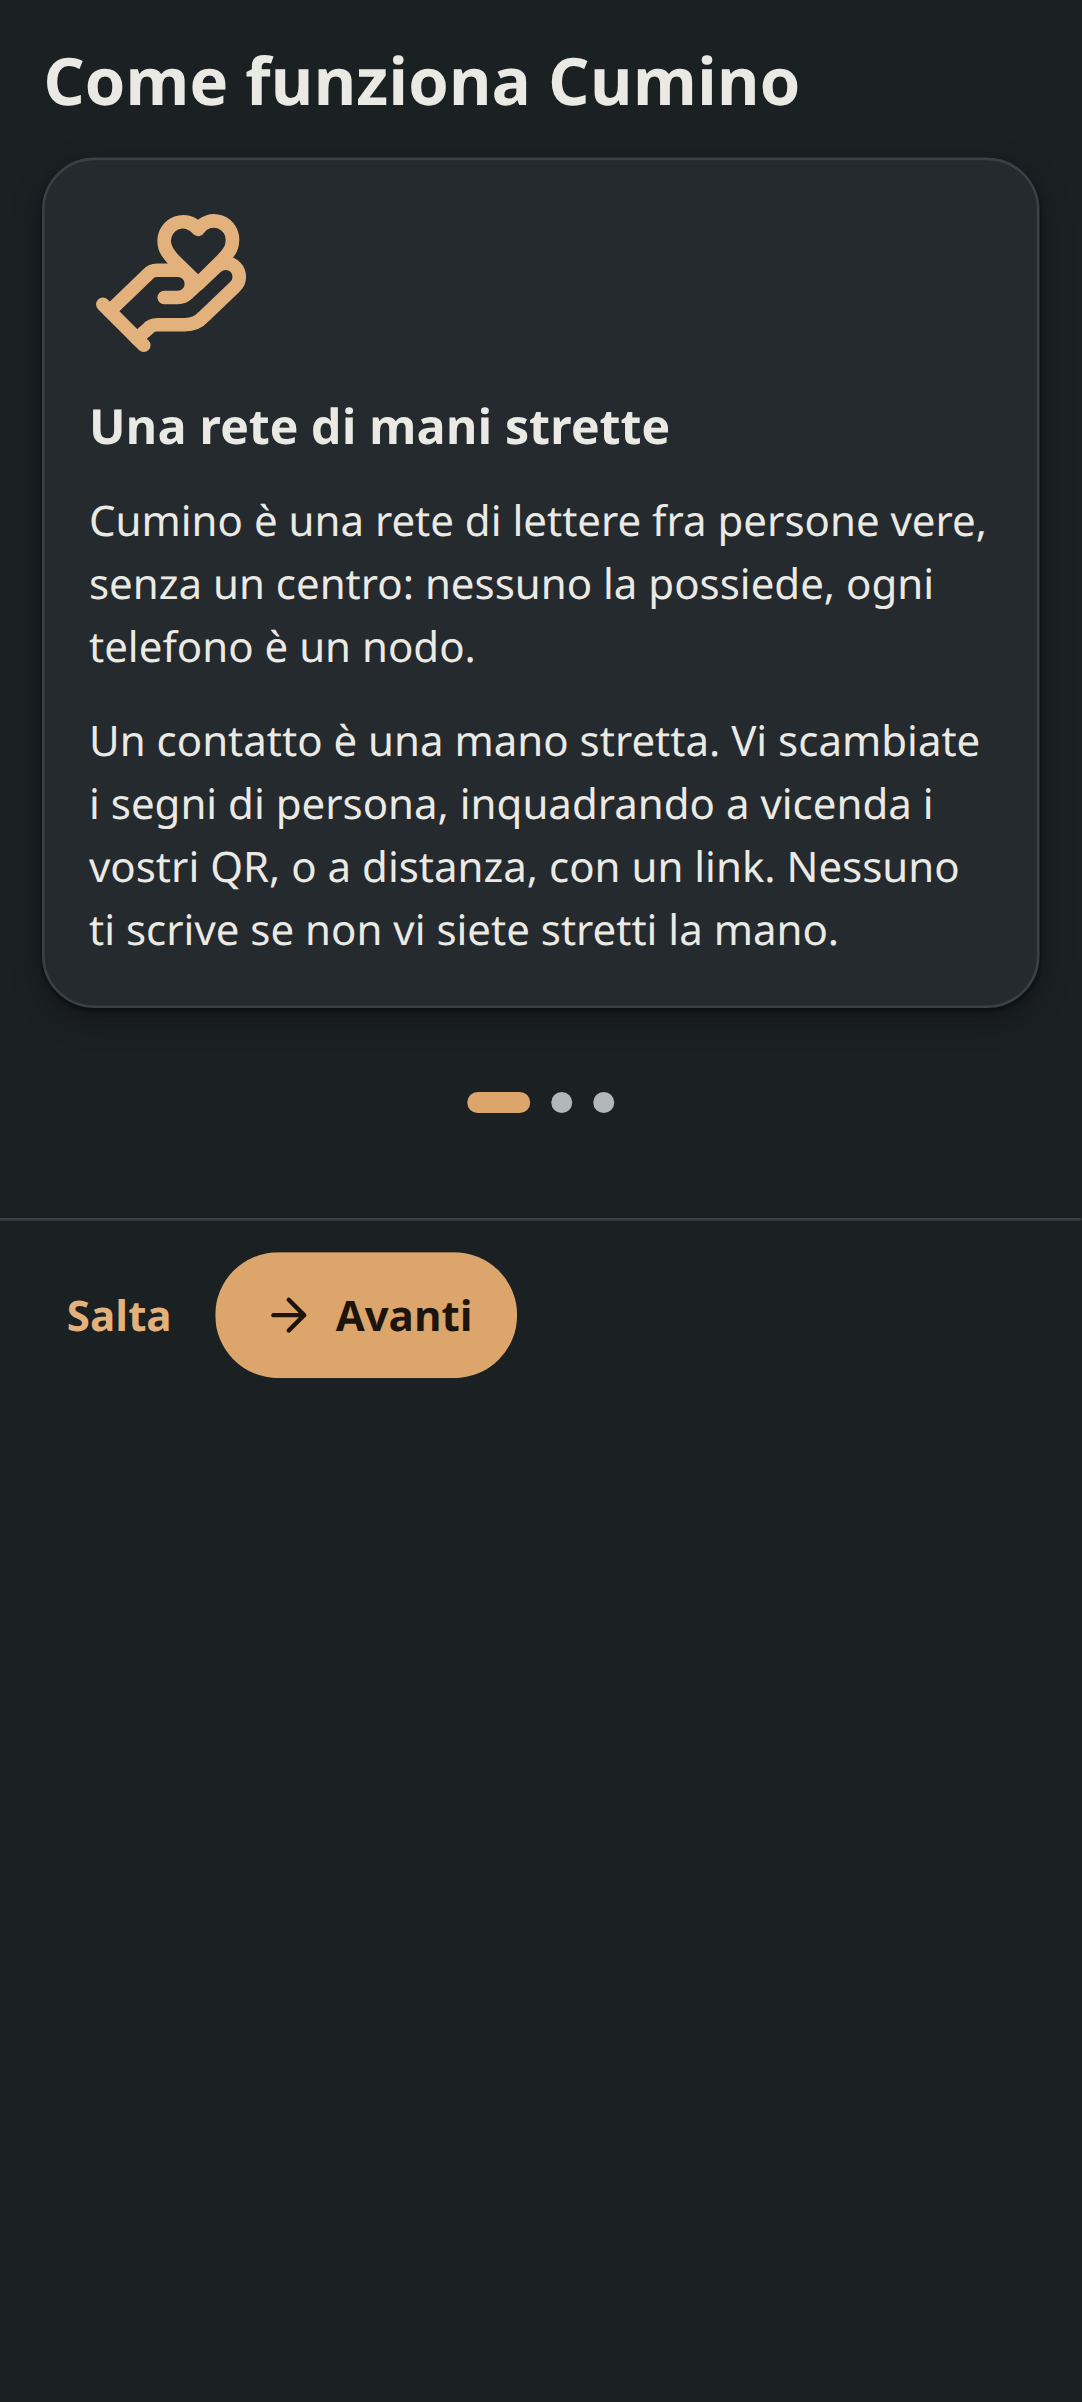 Come funziona Cumino
Una rete di mani strette
Cumino è una rete di lettere fra persone vere,
senza un centro: nessuno la possiede, ogni
telefono è un nodo.
Un contatto è una mano stretta. Vi scambiate
i segni di persona, inquadrando a vicenda i
vostri QR, o a distanza, con un link. Nessuno
ti scrive se non vi siete stretti la mano.
Salta
Avanti